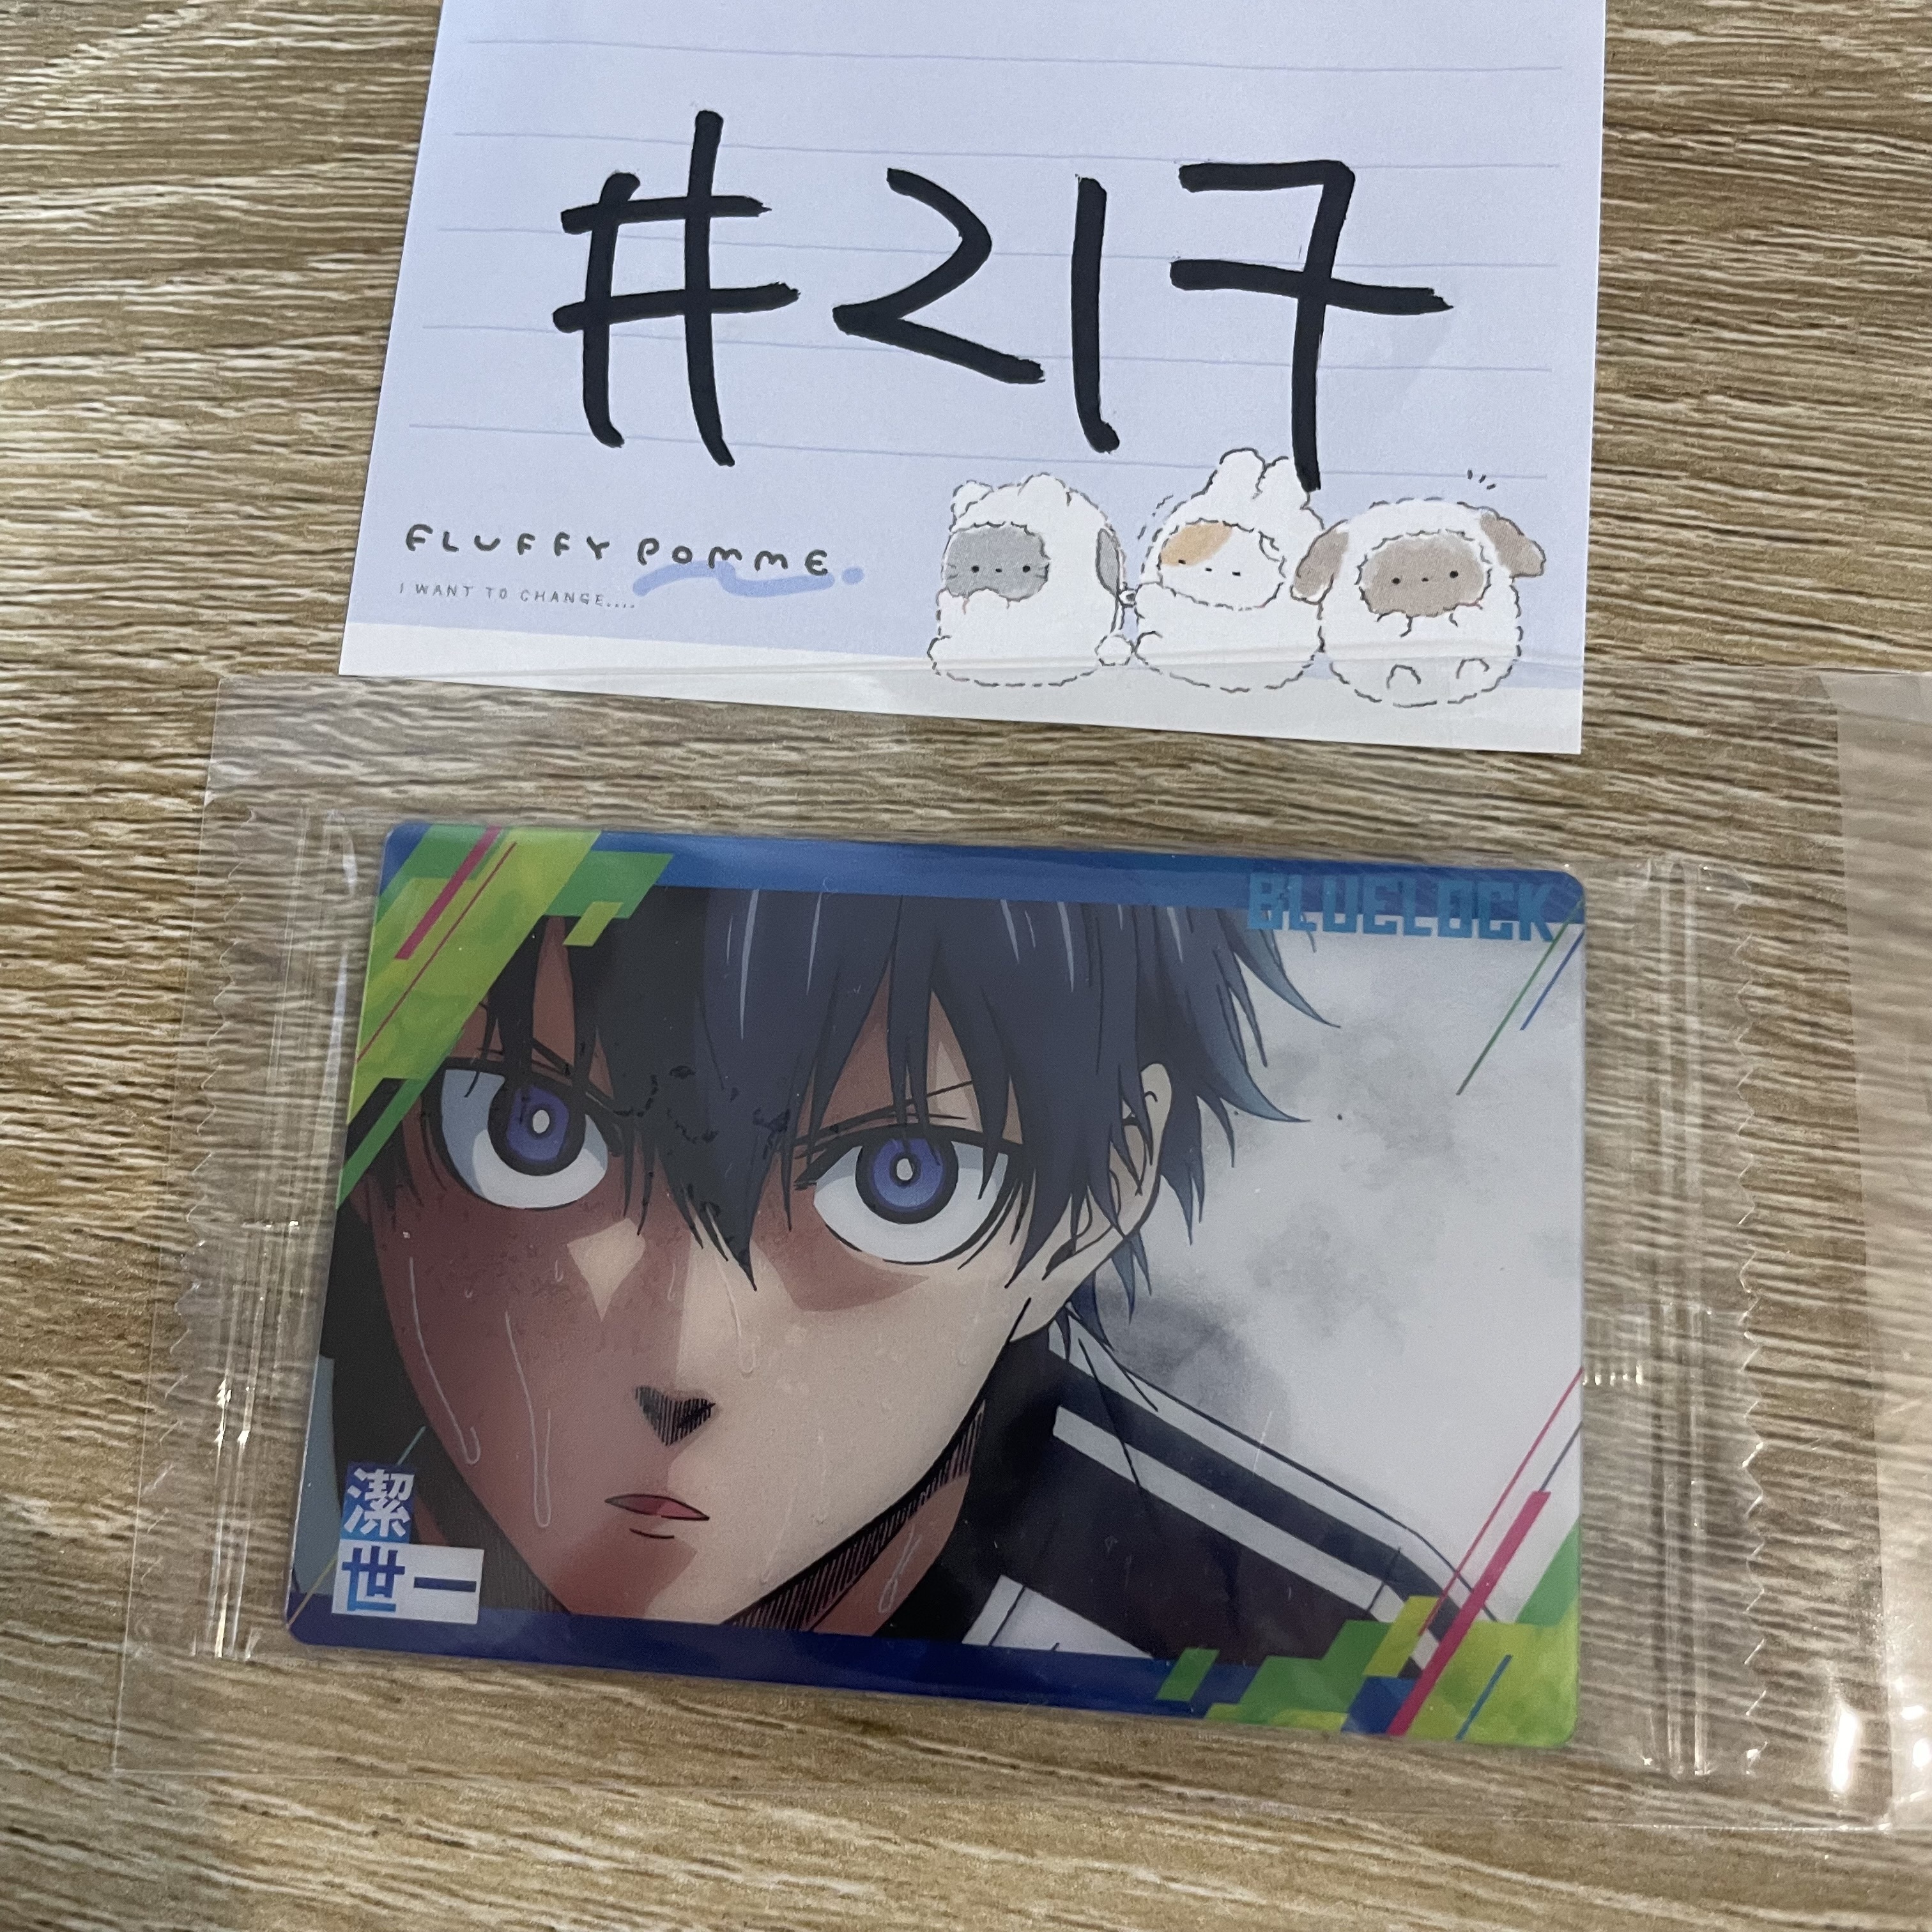 #217
FLUFFY POMME.
I WANT TO CHANGE....
BLUELOCK
潔
世一